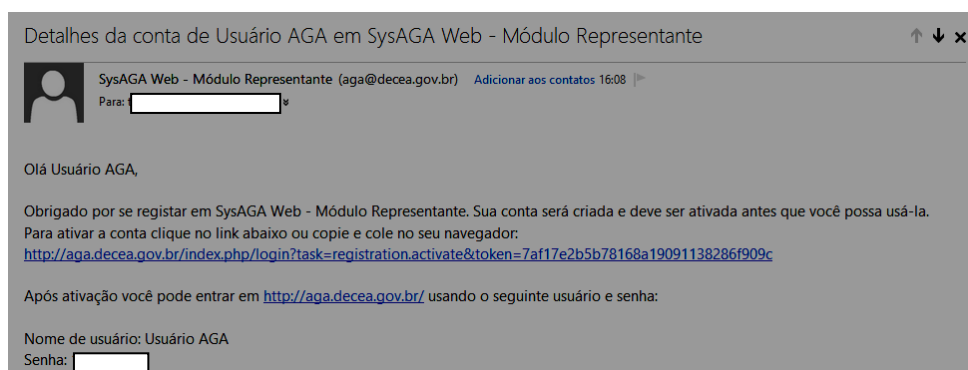 Detalhes da conta de Usuário AGA em SysAGA Web - Módulo Representante
SysAGA Web - Módulo Representante (aga@decea.gov.br) Adicionar aos contatos 16:08
Para:
Olá Usuário AGA,
Obrigado por se registar em SysAGA Web - Módulo Representante. Sua conta será criada e deve ser ativada antes que você possa usá-la.
Para ativar a conta clique no link abaixo ou copie e cole no seu navegador:
http://aga.decea.gov.br/index.php/login?task=registration.activate&token=7af17e2b5b78168a19091138286f909c
Após ativação você pode entrar em http://aga.decea.gov.br/ usando o seguinte usuário e senha:
Nome de usuário: Usuário AGA
Senha: